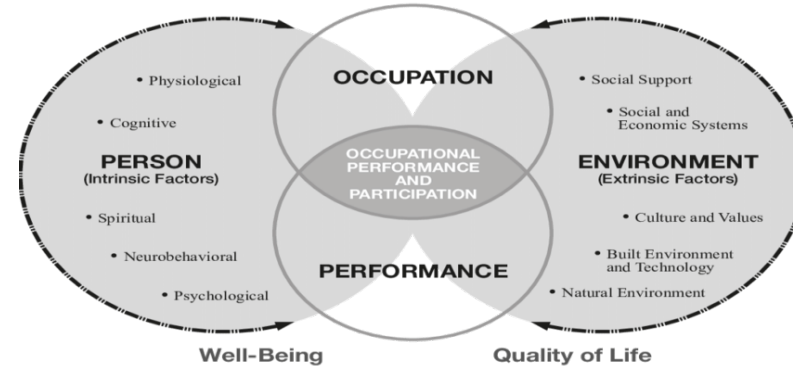 OCCUPATION
• Physiological
• Cognitive
PERSON
(Intrinsic Factors)
• Spiritual
• Neurobehavioral
• Psychological
OCCUPATIONAL
PERFORMANCE
AND
PARTICIPATION
• Social Support
• Social and
Economic Systems
ENVIRONMENT
(Extrinsic Factors)
• Culture and Values
• Built Environment
and Technology
• Natural Environment
PERFORMANCE
Well-Being
Quality of Life